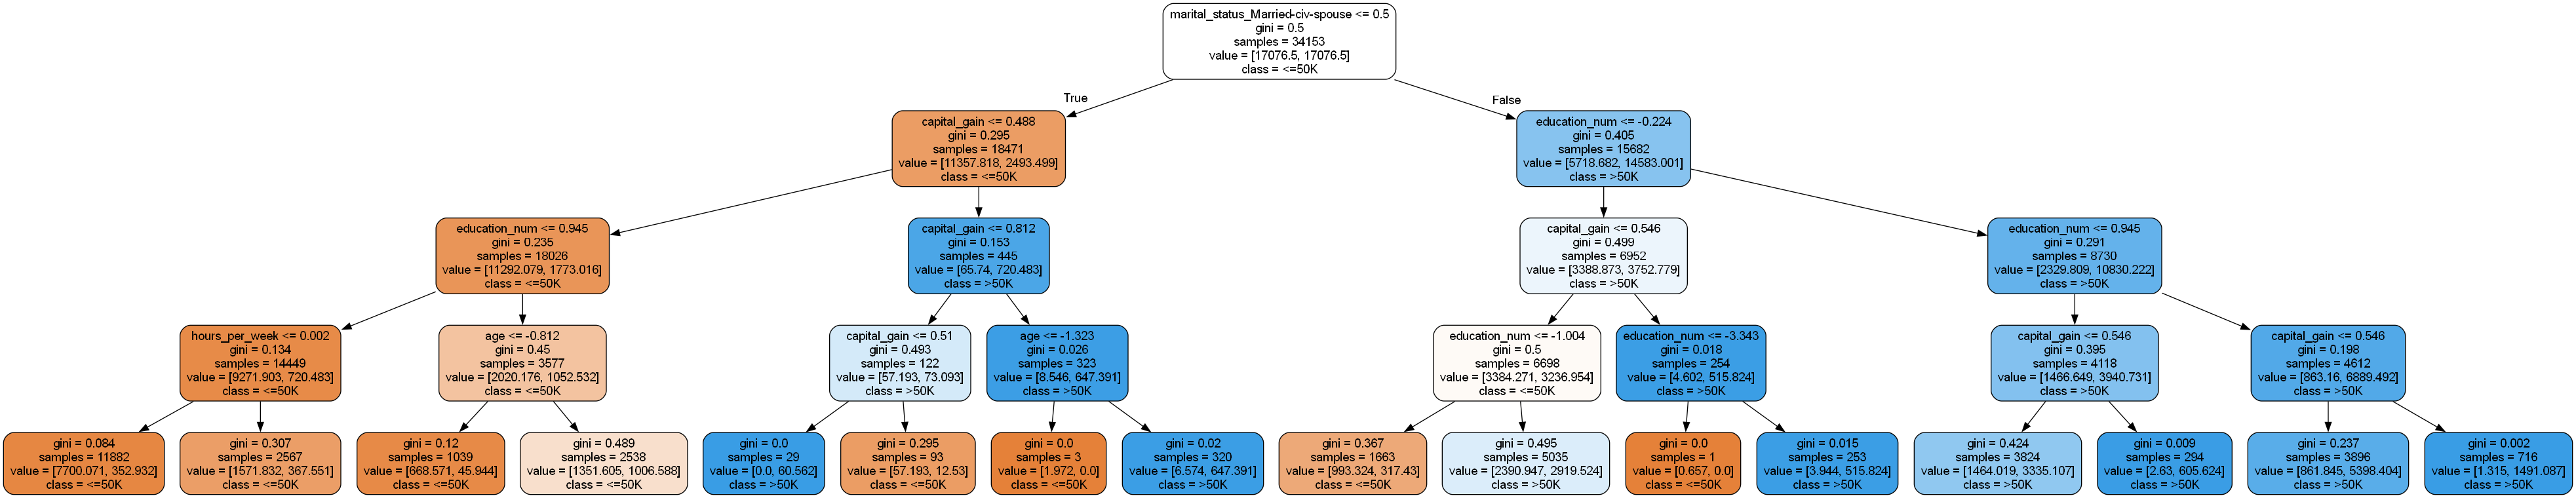 marital_status_Married-civ-spouse <= 0.5
gini = 0.5
samples = 34153
value = [17076.5, 17076.5]
class = <=50K
True
False
capital_gain <= 0.488
gini = 0.295
samples = 18471
value = [11357.818, 2493.499]
class = <=50K
education_num <= -0.224
gini = 0.405
samples = 15682
value = [5718.682, 14583.001]
class = >50K
education_num <= 0.945
gini = 0.235
samples = 18026
value = [11292.079, 1773.016]
class = <=50K
capital_gain <= 0.812
gini = 0.153
samples = 445
value = [65.74, 720.483]
class = >50K
capital_gain <= 0.546
gini = 0.499
samples = 6952
value = [3388.873, 3752.779]
class = >50K
education_num <= 0.945
gini = 0.291
samples = 8730
value = [2329.809, 10830.222]
class = >50K
hours_per_week <= 0.002
gini = 0.134
samples = 14449
value = [9271.903, 720.483]
class = <=50K
age <= -0.812
gini = 0.45
samples = 3577
value = [2020.176, 1052.532]
class = <=50K
capital_gain <= 0.51
gini = 0.493
samples = 122
value = [57.193, 73.093]
class = >50K
age <= -1.323
gini = 0.026
samples = 323
value = [8.546, 647.391]
class = >50K
education_num <= -1.004
gini = 0.5
samples = 6698
value = [3384.271, 3236.954]
class = <=50K
education_num <= -3.343
gini = 0.018
samples = 254
value = [4.602, 515.824]
class = >50K
capital_gain <= 0.546
gini = 0.395
samples = 4118
value = [1466.649, 3940.731]
class = >50K
capital_gain <= 0.546
gini = 0.198
samples = 4612
value = [863.16, 6889.492]
class = >50K
gini = 0.084
samples = 11882
value = [7700.071, 352.932]
class = <=50K
gini = 0.307
samples = 2567
value = [1571.832, 367.551]
class = <=50K
gini = 0.12
samples = 1039
value = [668.571, 45.944]
class = <=50K
gini = 0.489
samples = 2538
value = [1351.605, 1006.588]
class = <=50K
gini = 0.0
samples = 29
value = [0.0, 60.562]
class = >50K
gini = 0.295
samples = 93
value = [57.193, 12.53]
class = <=50K
gini = 0.0
samples = 3
value = [1.972, 0.0]
class = <=50K
gini = 0.02
samples = 320
value = [6.574, 647.391]
class = >50K
gini = 0.367
samples = 1663
value = [993.324, 317.43]
class = <=50K
gini = 0.495
samples = 5035
value = [2390.947, 2919.524]
class = >50K
gini = 0.0
samples = 1
value = [0.657, 0.0]
class = <=50K
gini = 0.015
samples = 253
value = [3.944, 515.824]
class = >50K
gini = 0.424
samples = 3824
value = [1464.019, 3335.107]
class = >50K
gini = 0.009
samples = 294
value = [2.63, 605.624]
class = >50K
gini = 0.237
samples = 3896
value = [861.845, 5398.404]
class = >50K
gini = 0.002
samples = 716
value = [1.315, 1491.087]
class = >50K